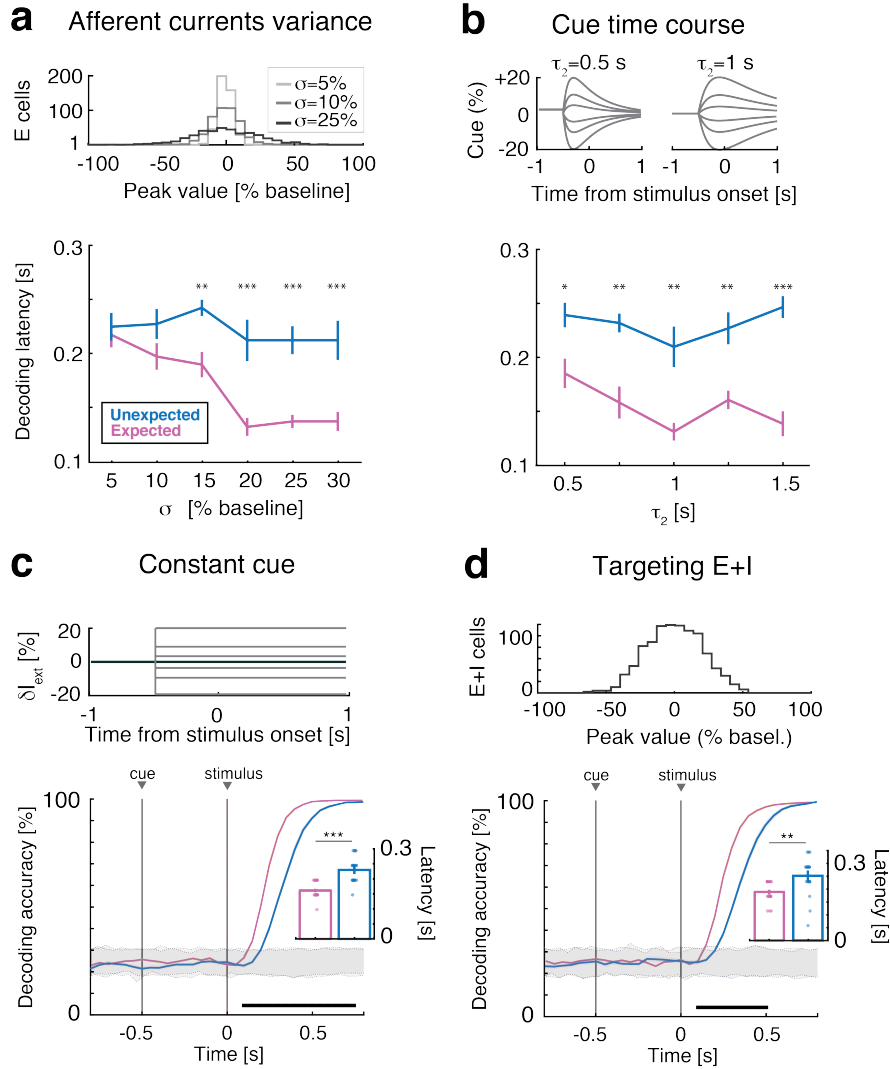 a Afferent currents variance
E cells
200
100
1
σ=5%
σ=10%
σ=25%
-100 -50 0 50 100
Peak value [% baseline]
Decoding latency [s]
0.3
0.2
0.1
** *** *** ***
Unexpected
Expected
5 10 15 20 25 30
σ [% baseline]
b Cue time course
τ2=0.5 s τ2=1 s
Cue (%)
+20
0
-20
-1 0 1 -1 0 1
Time from stimulus onset [s]
0.3
0.2
0.1
* ** ** ** ***
0.5 1 1.5
τ2 [s]
c Constant cue
δIext [%]
20
0
-20
-1 0 1
Time from stimulus onset [s]
cue stimulus
Decoding accuracy [%]
100
0
***
0.3
0
Latency [s]
-0.5 0 0.5
Time [s]
d Targeting E+I
E+I cells
100
0
-100 -50 0 50 100
Peak value (% basel.)
cue stimulus
Decoding accuracy [%]
100
0
**
0.3
0
Latency [s]
-0.5 0 0.5
Time [s]